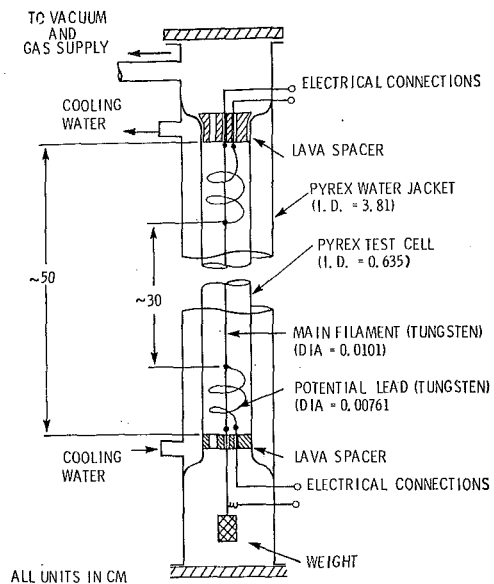 TO VACUUM
AND
GAS SUPPLY
ELECTRICAL CONNECTIONS
COOLING
WATER
LAVA SPACER
PYREX WATER JACKET
(I. D. = 3.81)
PYREX TEST CELL
(I. D. = 0.635)
~50
~30
MAIN FILAMENT (TUNGSTEN)
(DIA = 0.0101)
POTENTIAL LEAD (TUNGSTEN)
(DIA = 0.00761
LAVA SPACER
COOLING
WATER
ELECTRICAL CONNECTIONS
WEIGHT
ALL UNITS IN CM